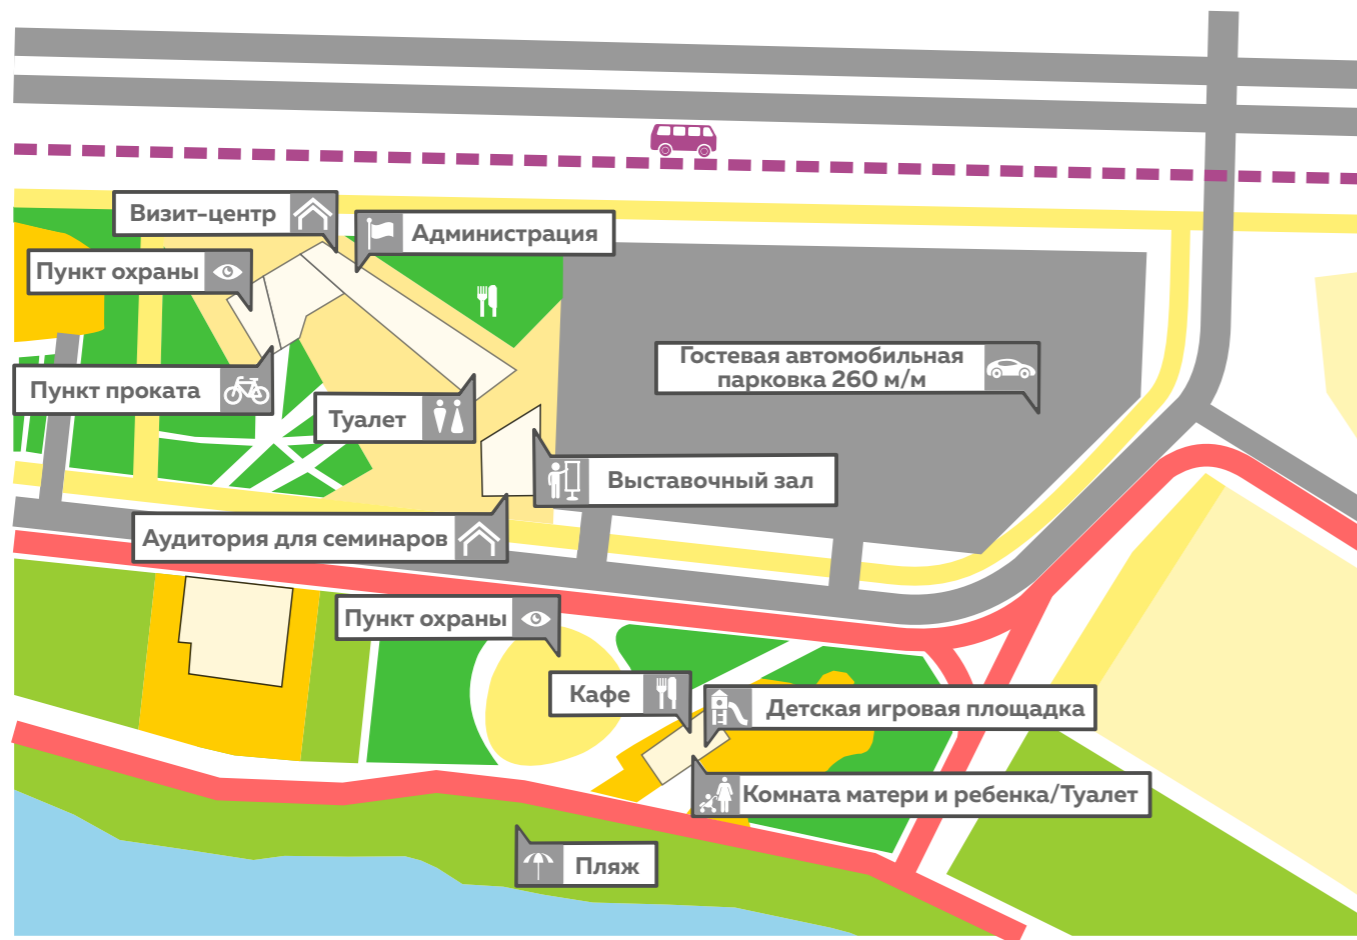 Визит-центр
Администрация
Пункт охраны
Гостевая автомобильная
парковка 260 м/м
Пункт проката
Туалет
Выставочный зал
Аудитория для семинаров
Пункт охраны
Кафе
Детская игровая площадка
Комната матери и ребенка/Туалет
Пляж